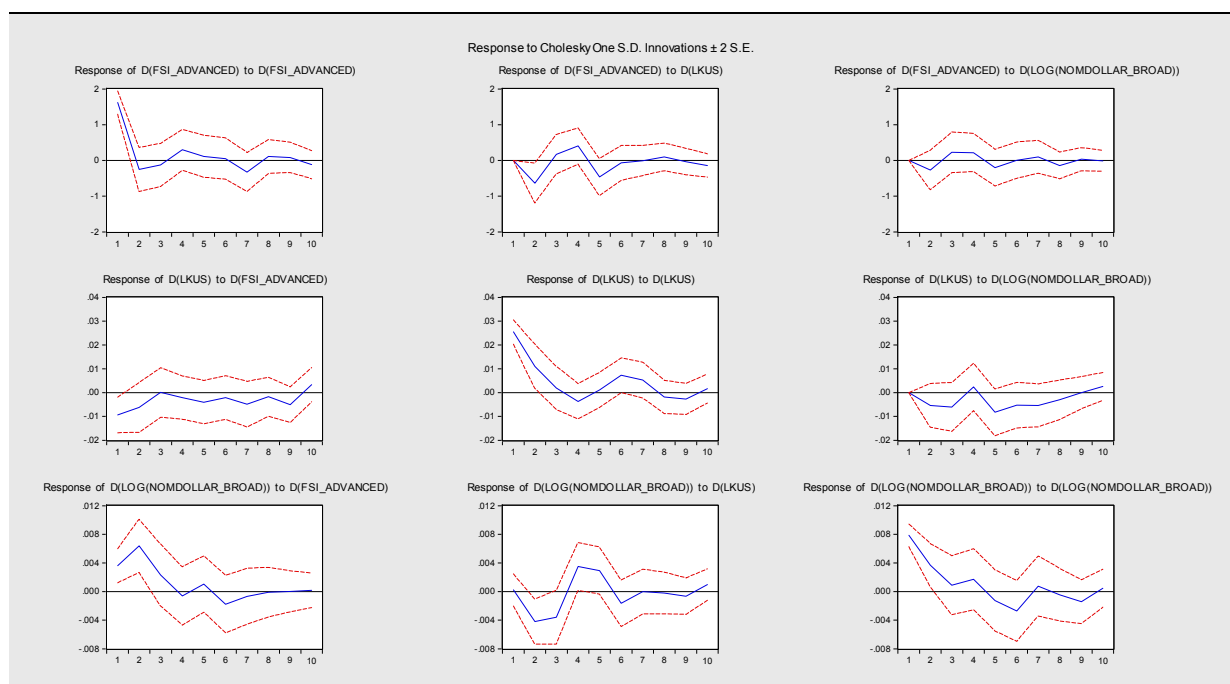 Response to Cholesky One S.D. Innovations ± 2 S.E.
Response of D(FSI_ADVANCED) to D(FSI_ADVANCED)
2
1
0
-1
-2
1 2 3 4 5 6 7 8 9 10
Response of D(FSI_ADVANCED) to D(LKUS)
2
1
0
-1
-2
1 2 3 4 5 6 7 8 9 10
Response of D(FSI_ADVANCED) to D(LOG(NOMDOLLAR_BROAD))
2
1
0
-1
-2
1 2 3 4 5 6 7 8 9 10
Response of D(LKUS) to D(FSI_ADVANCED)
.04
.03
.02
.01
.00
-.01
-.02
1 2 3 4 5 6 7 8 9 10
Response of D(LKUS) to D(LKUS)
.04
.03
.02
.01
.00
-.01
-.02
1 2 3 4 5 6 7 8 9 10
Response of D(LKUS) to D(LOG(NOMDOLLAR_BROAD))
.04
.03
.02
.01
.00
-.01
-.02
1 2 3 4 5 6 7 8 9 10
Response of D(LOG(NOMDOLLAR_BROAD)) to D(FSI_ADVANCED)
.012
.008
.004
.000
-.004
-.008
1 2 3 4 5 6 7 8 9 10
Response of D(LOG(NOMDOLLAR_BROAD)) to D(LKUS)
.012
.008
.004
.000
-.004
-.008
1 2 3 4 5 6 7 8 9 10
Response of D(LOG(NOMDOLLAR_BROAD)) to D(LOG(NOMDOLLAR_BROAD))
.012
.008
.004
.000
-.004
-.008
1 2 3 4 5 6 7 8 9 10